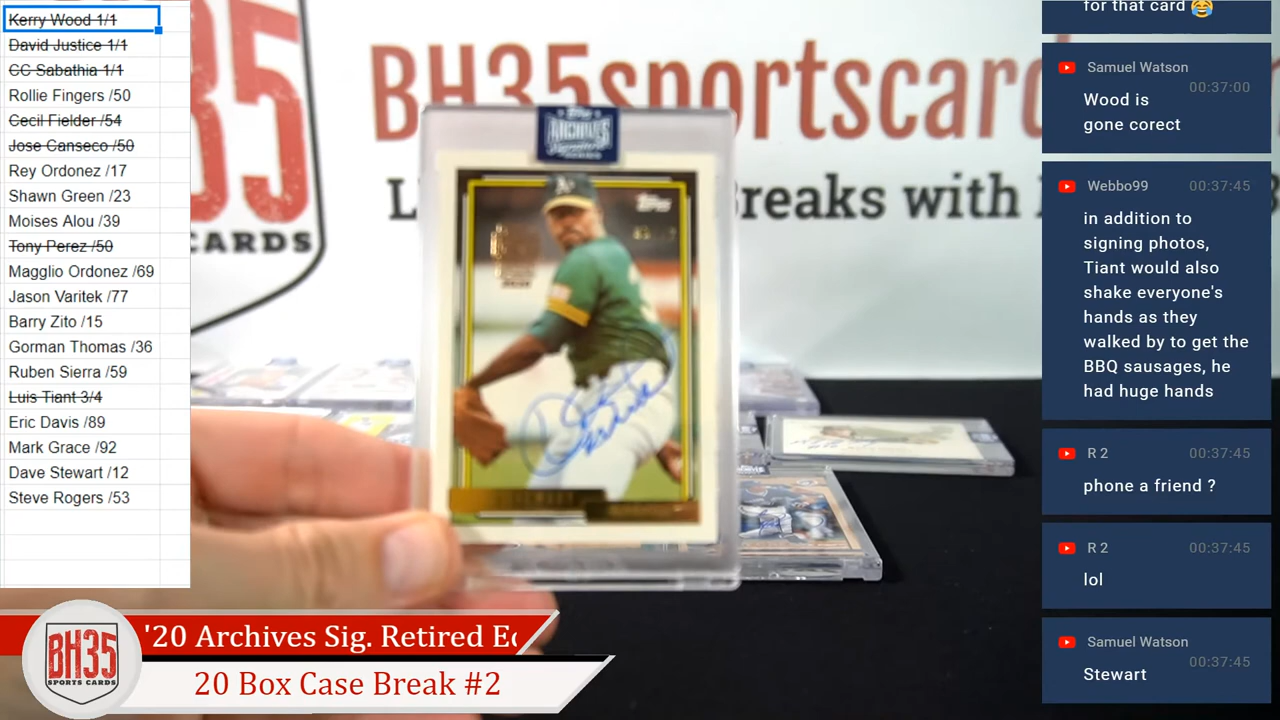 Kerry Wood 1/1
David Justice 1/1
CC Sabathia 1/1
Rollie Fingers /50
Cecil Fielder /54
Jose Canseco /50
Rey Ordonez /17
Shawn Green /23
Moises Alou /39
Tony Perez /50
Magglio Ordonez /69
Jason Varitek /77
Barry Zito /15
Gorman Thomas /36
Ruben Sierra /59
Luis Tiant 3/4
Eric Davis /89
Mark Grace /92
Dave Stewart /12
Steve Rogers /53
35
CARDS
BH35sportscar
L
reaks with
B
Topps
ARCHIVES
Topps
for that card 😂
Samuel Watson
00:37:00
Wood is
gone corect
Webbo99 00:37:45
in addition to
signing photos,
Tiant would also
shake everyone's
hands as they
walked by to get the
BBQ sausages, he
had huge hands
R 2 00:37:45
phone a friend ?
R 2 00:37:45
lol
Samuel Watson
00:37:45
Stewart
BH35
SPORTS CARDS
'20 Archives Sig. Retired Ec
20 Box Case Break #2